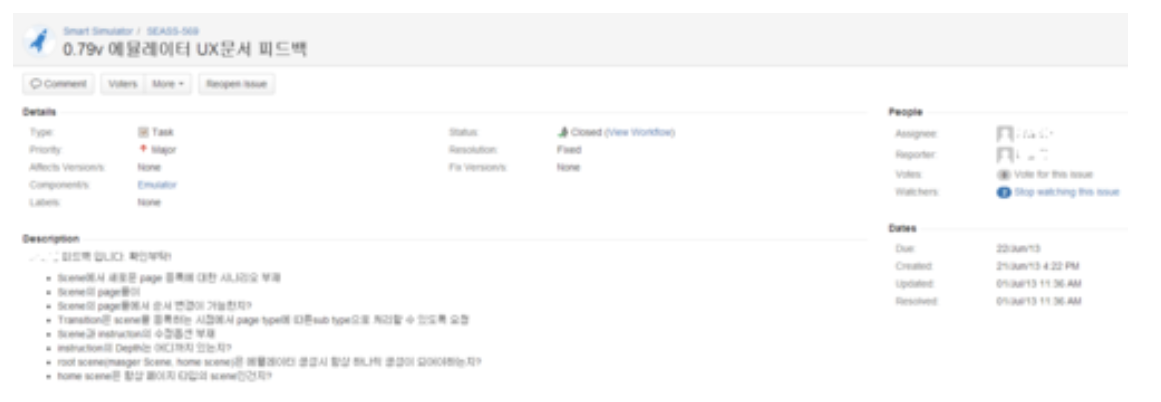 Smart Simulator / SEASS-569
0.79v 에뮬레이터 UX문서 피드백
Comment Voters More Reopen Issue
Details
Type: Task
Priority: Major
Affects Version/s: None
Component/s: Emulator
Labels: None
Status: Closed (View Workflow)
Resolution: Fixed
Fix Version/s: None
Description
피드백 입니다. 확인부탁!
Scene에서 새로운 page 등록에 대한 시나리오 부재
Scene의 page들이
Scene의 page들에서 순서 변경이 가능한지?
Transition은 scene를 등록하는 시점에서 page type에 따른sub type으로 처리할 수 있도록 요청
Scene과 instruction의 수정옵션 부재
instruction의 Depth는 어디까지 있는지?
root scene(masger Scene, home scene)은 에뮬레이터 생성시 항상 하나씩 생성이 되어야하는지?
home scene은 항상 페이지 타입의 scene인건지?
People
Assignee:
Reporter:
Votes: 0 Vote for this issue
Watchers: 2 Stop watching this issue
Dates
Due: 22/Jun/13
Created: 21/Jun/13 4:22 PM
Updated: 01/Jul/13 11:36 AM
Resolved: 01/Jul/13 11:36 AM